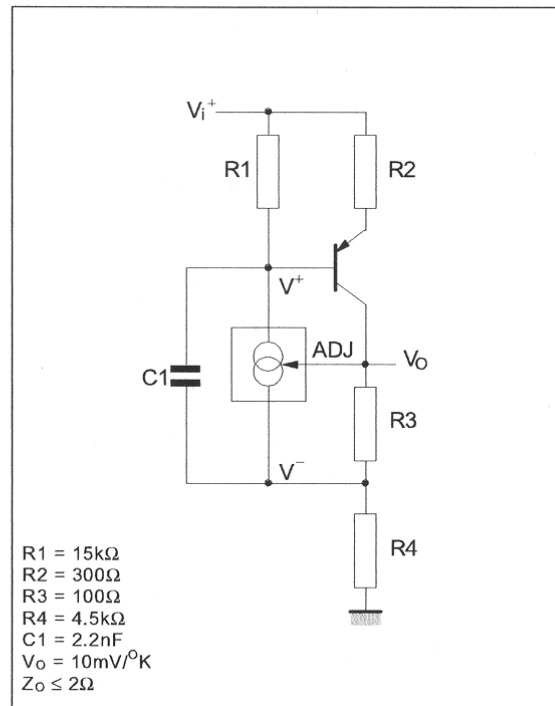 Vi+
R1
R2
V+
ADJ
VO
C1
R3
V−
R4
R1 = 15kΩ
R2 = 300Ω
R3 = 100Ω
R4 = 4.5kΩ
C1 = 2.2nF
VO = 10mV/°K
ZO ≤ 2Ω